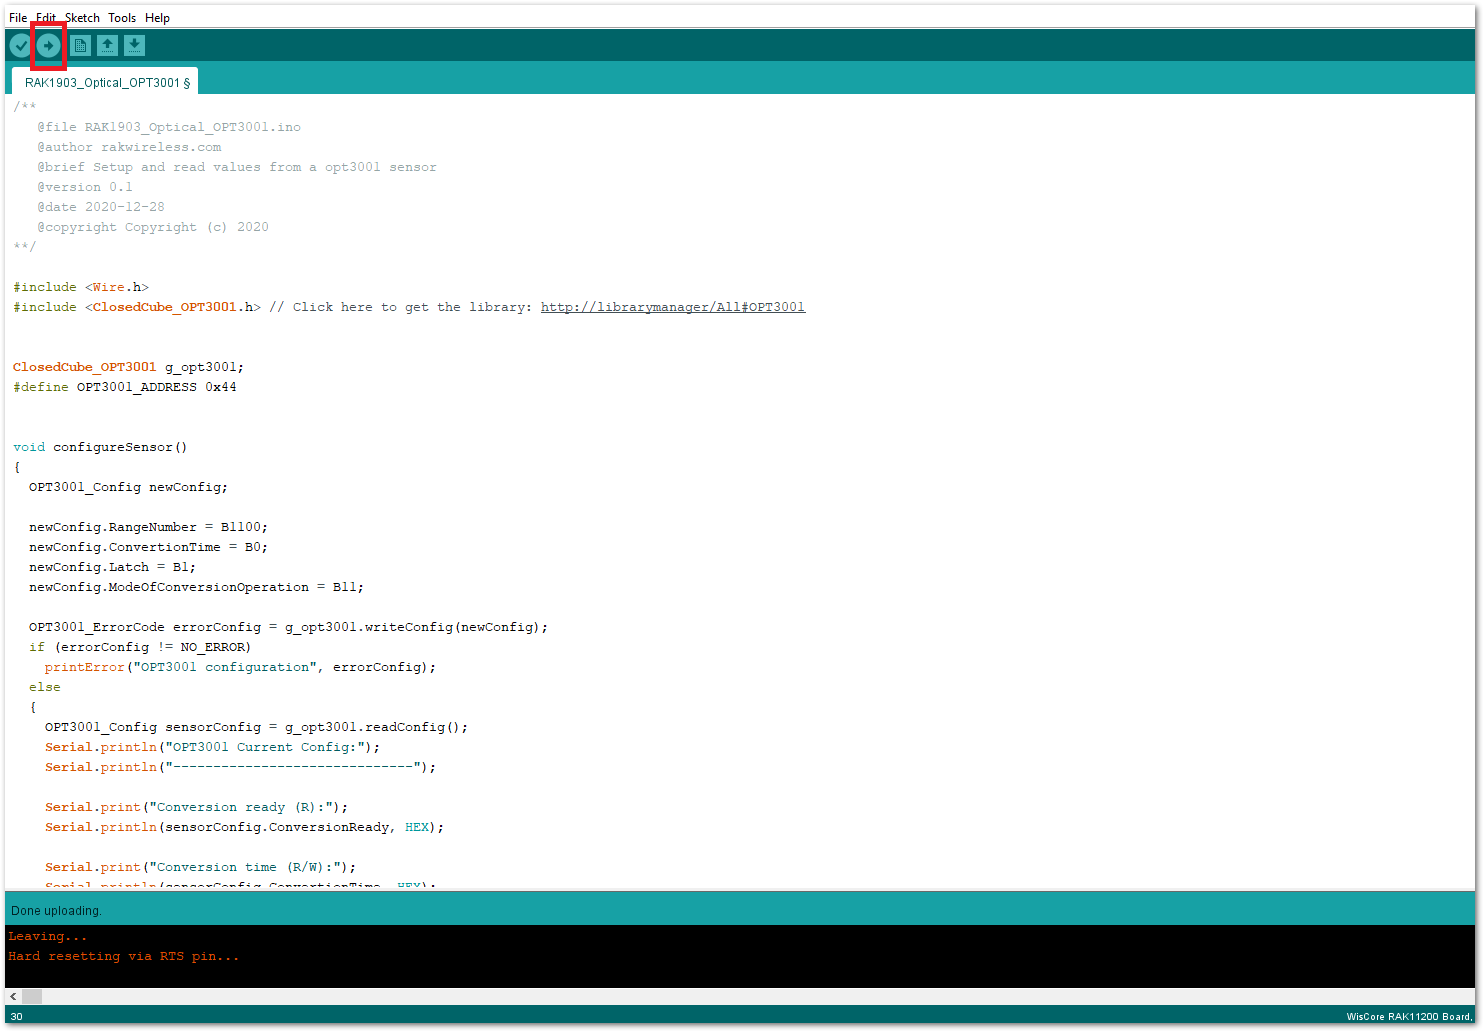 File Edit Sketch Tools Help
RAK1903_Optical_OPT3001 §
/**
@file RAK1903_Optical_OPT3001.ino
@author rakwireless.com
@brief Setup and read values from a opt3001 sensor
@version 0.1
@date 2020-12-28
@copyright Copyright (c) 2020
**/
#include <Wire.h>
#include <ClosedCube_OPT3001.h> // Click here to get the library: http://librarymanager/All#OPT3001
ClosedCube_OPT3001 g_opt3001;
#define OPT3001_ADDRESS 0x44
void configureSensor()
{
OPT3001_Config newConfig;
newConfig.RangeNumber = B1100;
newConfig.ConvertionTime = B0;
newConfig.Latch = B1;
newConfig.ModeOfConversionOperation = B11;
OPT3001_ErrorCode errorConfig = g_opt3001.writeConfig(newConfig);
if (errorConfig != NO_ERROR)
printError("OPT3001 configuration", errorConfig);
else
{
OPT3001_Config sensorConfig = g_opt3001.readConfig();
Serial.println("OPT3001 Current Config:");
Serial.println("------------------------------");
Serial.print("Conversion ready (R):");
Serial.println(sensorConfig.ConversionReady, HEX);
Serial.print("Conversion time (R/W):");
Serial.println(sensorConfig.ConvertionTime, HEX);
Done uploading.
Leaving...
Hard resetting via RTS pin...
30
WisCore RAK11200 Board,